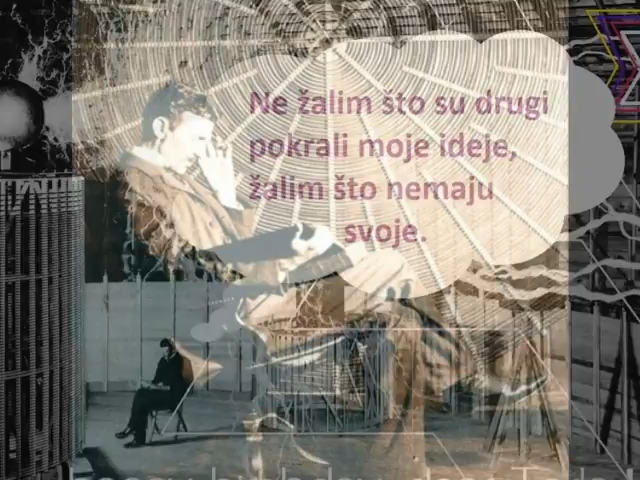 Ne žalim što su drugi
pokrali moje ideje,
žalim što nemaju
svoje.